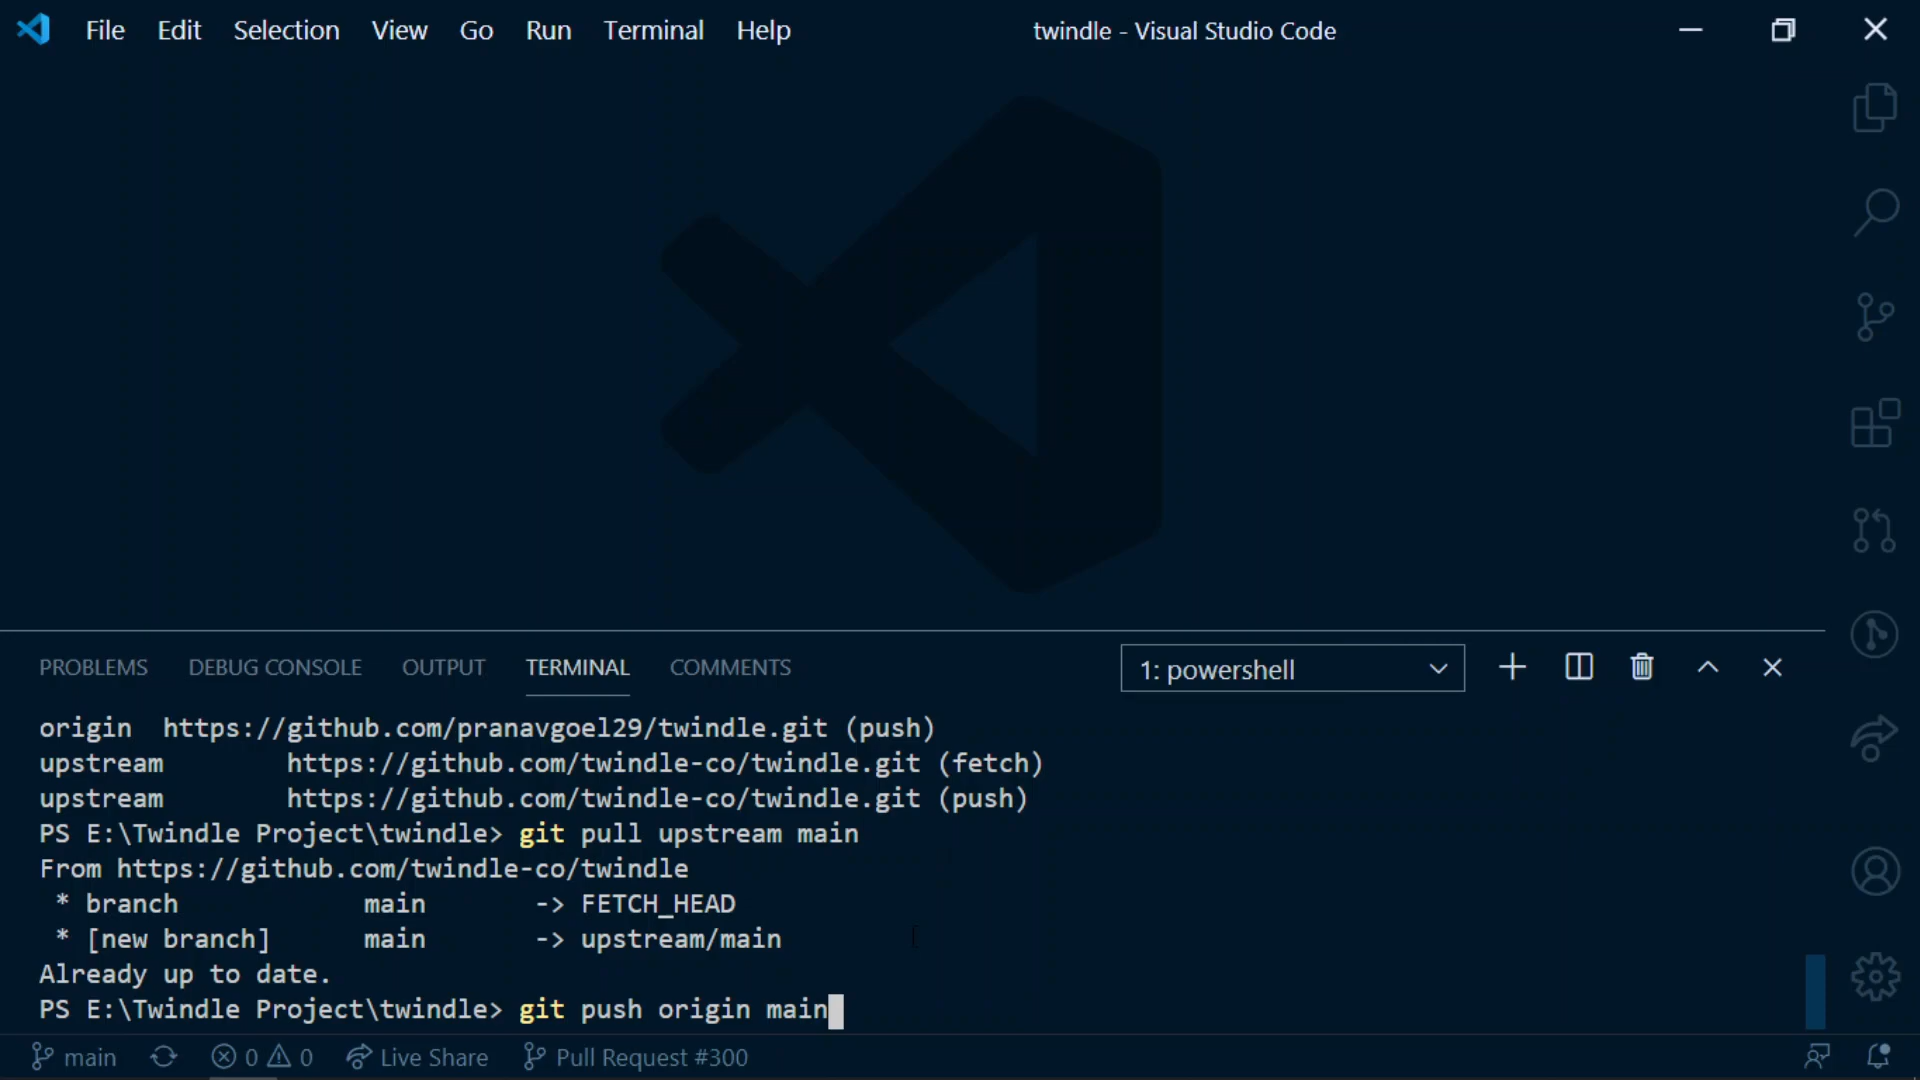 File Edit Selection View Go Run Terminal Help twindle - Visual Studio Code
PROBLEMS DEBUG CONSOLE OUTPUT TERMINAL COMMENTS 1: powershell
origin  https://github.com/pranavgoel29/twindle.git (push)
upstream        https://github.com/twindle-co/twindle.git (fetch)
upstream        https://github.com/twindle-co/twindle.git (push)
PS E:\Twindle Project\twindle> git pull upstream main
From https://github.com/twindle-co/twindle
 * branch            main       -> FETCH_HEAD
 * [new branch]      main       -> upstream/main
Already up to date.
PS E:\Twindle Project\twindle> git push origin main
main 0 0 Live Share Pull Request #300